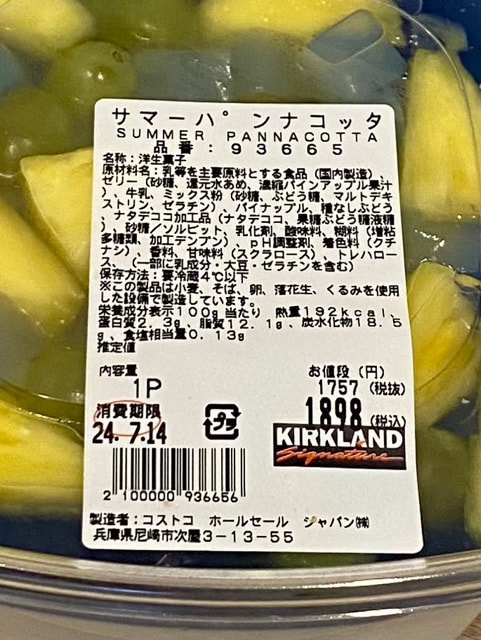 サマーパンナコッタ
SUMMER PANNACOTTA
品番:93665
名称:洋生菓子
原材料名:乳等を主要原料とする食品(国内製造)、
ゼリー(砂糖、還元水あめ、濃縮パインアップル果汁
)、牛乳、ミックス粉(砂糖、ぶどう糖、マルトデキ
ストリン、ゼラチン)、パイナップル、種なしぶどう
、ナタデココ加工品(ナタデココ、果糖ぶどう糖液糖
)、砂糖/ソルビット、乳化剤、酸味料、糊料(増粘
多糖類、加工デンプン)、pH調整剤、着色料(クチ
ナシ)、香料、甘味料(スクラロース)、トレハロー
ス、(一部に乳成分・大豆・ゼラチンを含む)
保存方法:要冷蔵4℃以下
※この製品は小麦、そば、卵、落花生、くるみを使用
した設備で製造しています。
栄養成分表示100g当たり、熱量192kcal、
蛋白質2.3g、脂質12.1g、炭水化物18.5
g、食塩相当量0.13g
推定値
内容量
1P
お値段(円)
1757(税抜)
1898(税込)
消費期限
24.7.14
プラ
KIRKLAND
Signature
2 100000 936656
製造者:コストコ ホールセール ジャパン㈱
兵庫県尼崎市次屋3-13-55